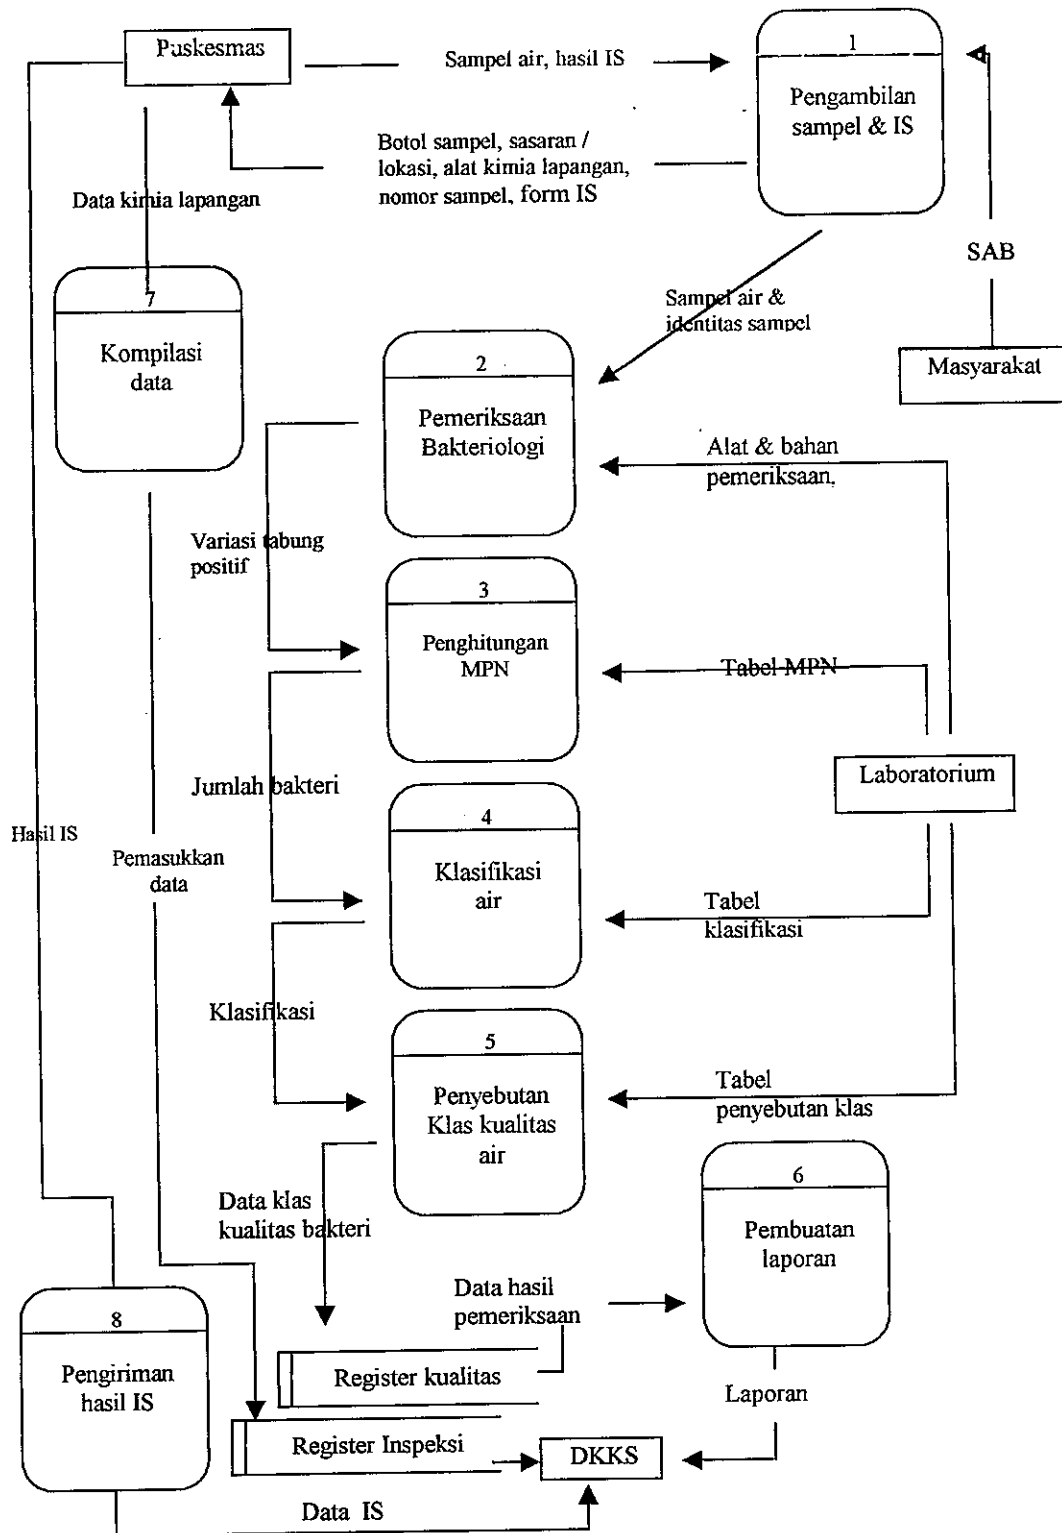 Puskesmas
Sampel air, hasil IS
1
Pengambilan
sampel & IS
Botol sampel, sasaran /
lokasi, alat kimia lapangan,
nomor sampel, form IS
Data kimia lapangan
SAB
7
Kompilasi
data
Sampel air &
identitas sampel
Masyarakat
2
Pemeriksaan
Bakteriologi
Alat & bahan
pemeriksaan,
Variasi tabung
positif
3
Penghitungan
MPN
Tabel MPN
Laboratorium
Jumlah bakteri
4
Klasifikasi
air
Hasil IS
Pemasukkan
data
Tabel
klasifikasi
Klasifikasi
5
Penyebutan
Klas kualitas
air
Tabel
penyebutan klas
6
Pembuatan
laporan
Data klas
kualitas bakteri
Data hasil
pemeriksaan
8
Pengiriman
hasil IS
Register kualitas
Laporan
Register Inspeksi
DKKS
Data IS